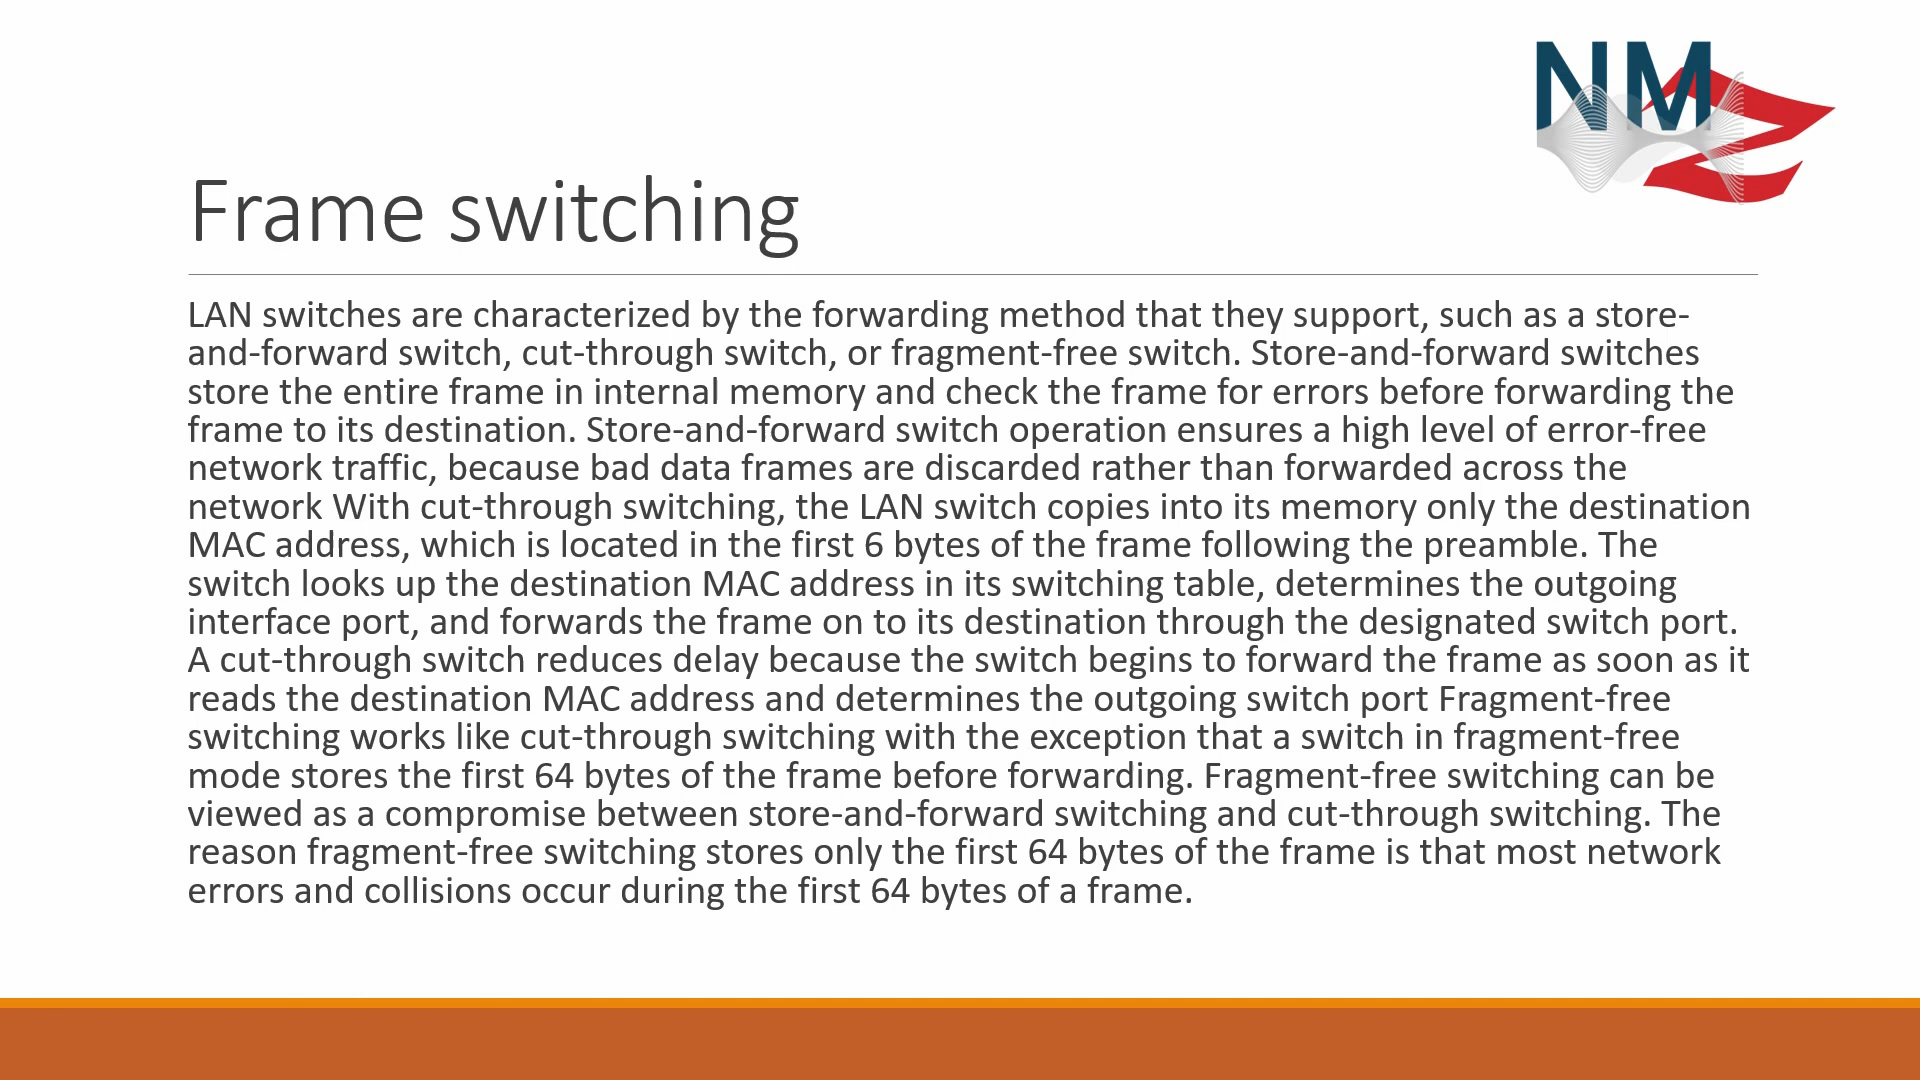 NMZ
Frame switching
LAN switches are characterized by the forwarding method that they support, such as a store-
and-forward switch, cut-through switch, or fragment-free switch. Store-and-forward switches
store the entire frame in internal memory and check the frame for errors before forwarding the
frame to its destination. Store-and-forward switch operation ensures a high level of error-free
network traffic, because bad data frames are discarded rather than forwarded across the
network With cut-through switching, the LAN switch copies into its memory only the destination
MAC address, which is located in the first 6 bytes of the frame following the preamble. The
switch looks up the destination MAC address in its switching table, determines the outgoing
interface port, and forwards the frame on to its destination through the designated switch port.
A cut-through switch reduces delay because the switch begins to forward the frame as soon as it
reads the destination MAC address and determines the outgoing switch port Fragment-free
switching works like cut-through switching with the exception that a switch in fragment-free
mode stores the first 64 bytes of the frame before forwarding. Fragment-free switching can be
viewed as a compromise between store-and-forward switching and cut-through switching. The
reason fragment-free switching stores only the first 64 bytes of the frame is that most network
errors and collisions occur during the first 64 bytes of a frame.